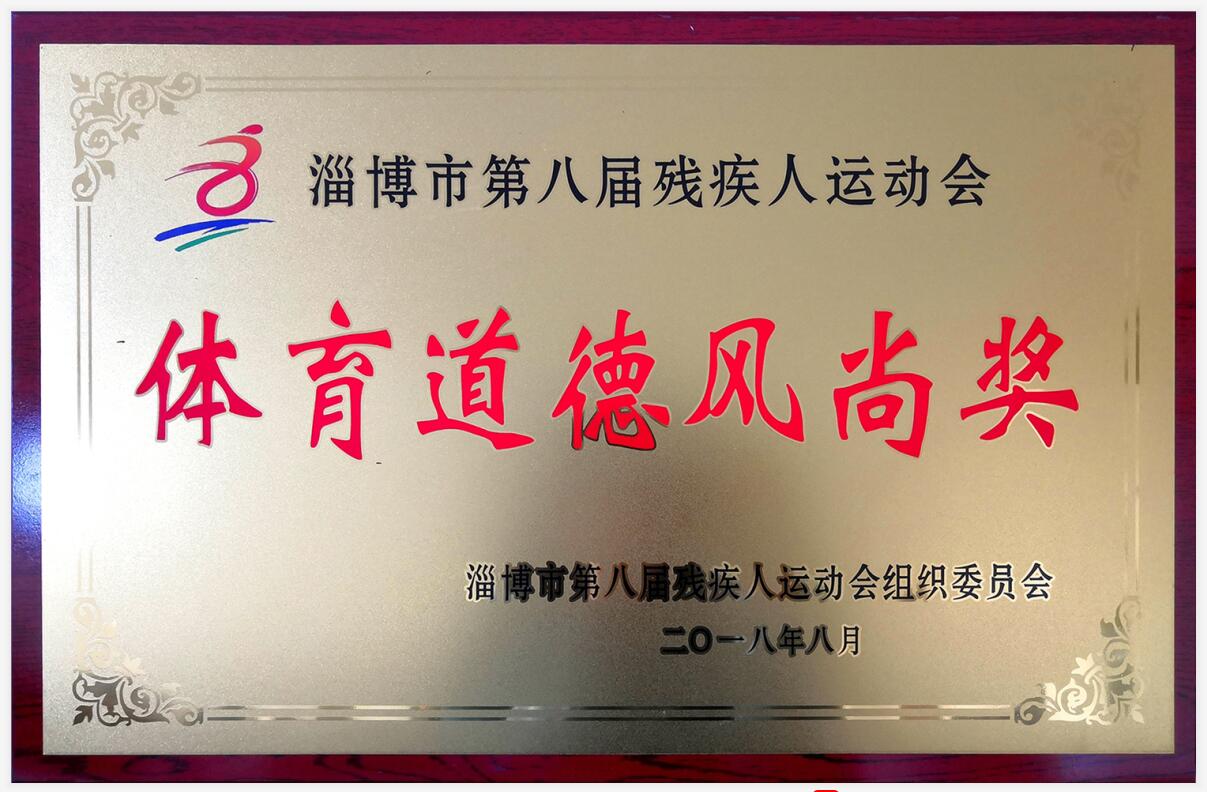 淄博市第八届残疾人运动会
体育道德风尚奖
淄博市第八届残疾人运动会组织委员会
二〇一八年八月